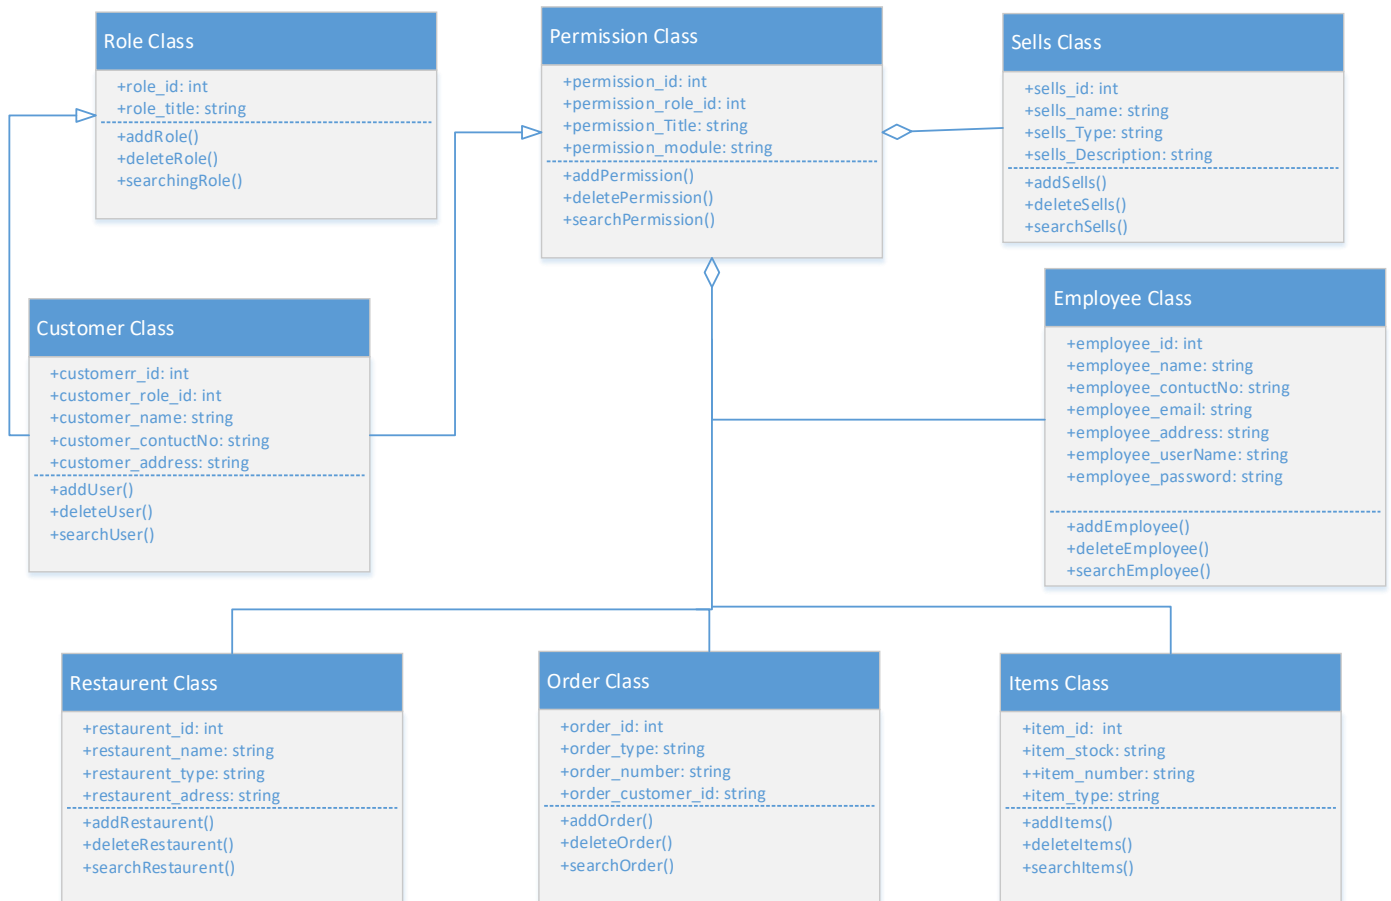 Role Class
+role_id: int
+role_title: string
+addRole()
+deleteRole()
+searchingRole()
Permission Class
+permission_id: int
+permission_role_id: int
+permission_Title: string
+permission_module: string
+addPermission()
+deletePermission()
+searchPermission()
Sells Class
+sells_id: int
+sells_name: string
+sells_Type: string
+sells_Description: string
+addSells()
+deleteSells()
+searchSells()
Customer Class
+customerr_id: int
+customer_role_id: int
+customer_name: string
+customer_contuctNo: string
+customer_address: string
+addUser()
+deleteUser()
+searchUser()
Employee Class
+employee_id: int
+employee_name: string
+employee_contuctNo: string
+employee_email: string
+employee_address: string
+employee_userName: string
+employee_password: string
+addEmployee()
+deleteEmployee()
+searchEmployee()
Restaurent Class
+restaurent_id: int
+restaurent_name: string
+restaurent_type: string
+restaurent_adress: string
+addRestaurent()
+deleteRestaurent()
+searchRestaurent()
Order Class
+order_id: int
+order_type: string
+order_number: string
+order_customer_id: string
+addOrder()
+deleteOrder()
+searchOrder()
Items Class
+item_id:  int
+item_stock: string
++item_number: string
+item_type: string
+addItems()
+deleteItems()
+searchItems()